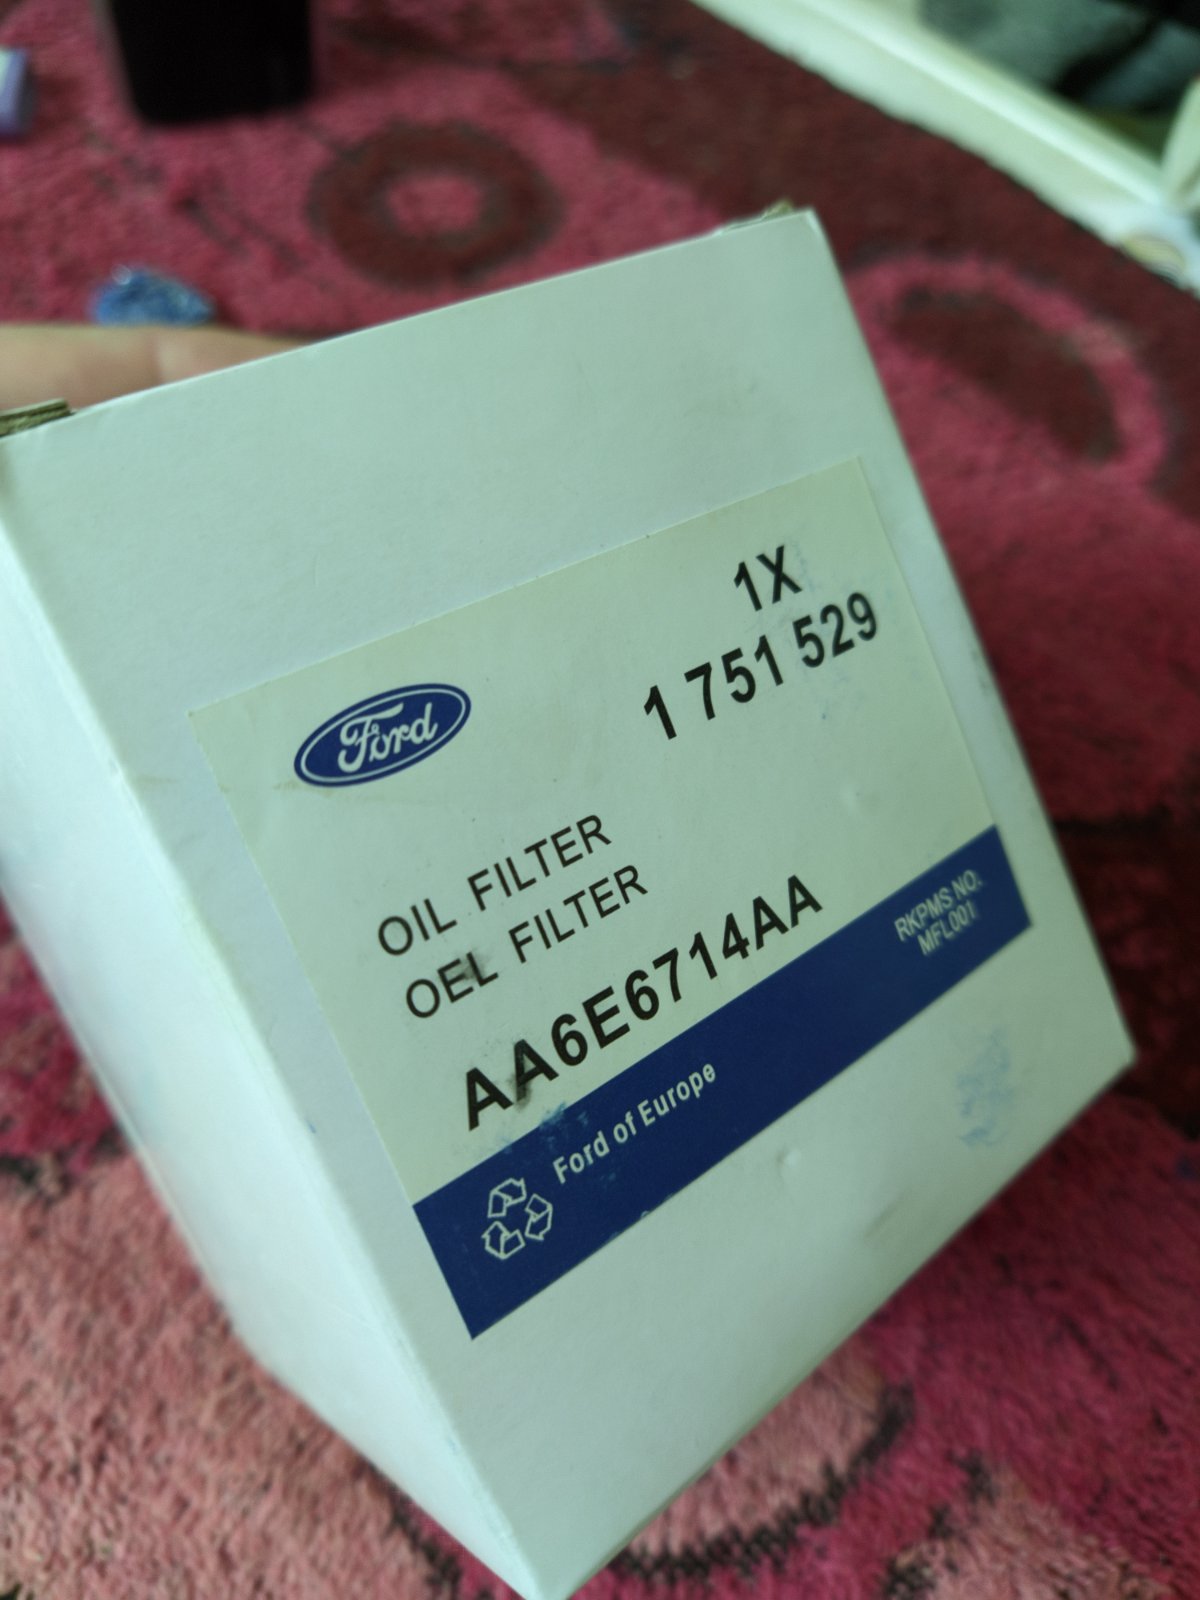 1X
1 751 529
Ford
OIL FILTER
OEL FILTER
AA6E6714AA
RKPMS NO:
MFL001
Ford of Europe